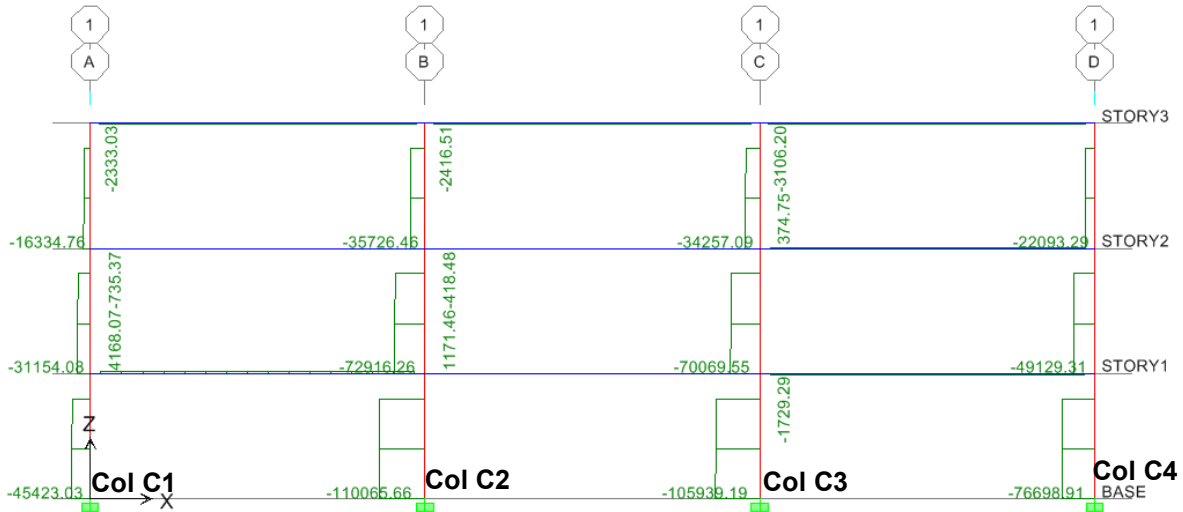 1 1 1 1
A B C D
STORY3
-2333.03
-2416.51
374.75-3106.20
-16334.76 -35726.46 -34257.09 -22093.29 STORY2
4168.07-735.37
1171.46-418.48
-31154.08 -72916.26 -70069.55 -49129.31 STORY1
-1729.29
Z
Col C1 Col C2 Col C3 Col C4
-45423.03 X -110065.66 -105939.19 -76698.91 BASE